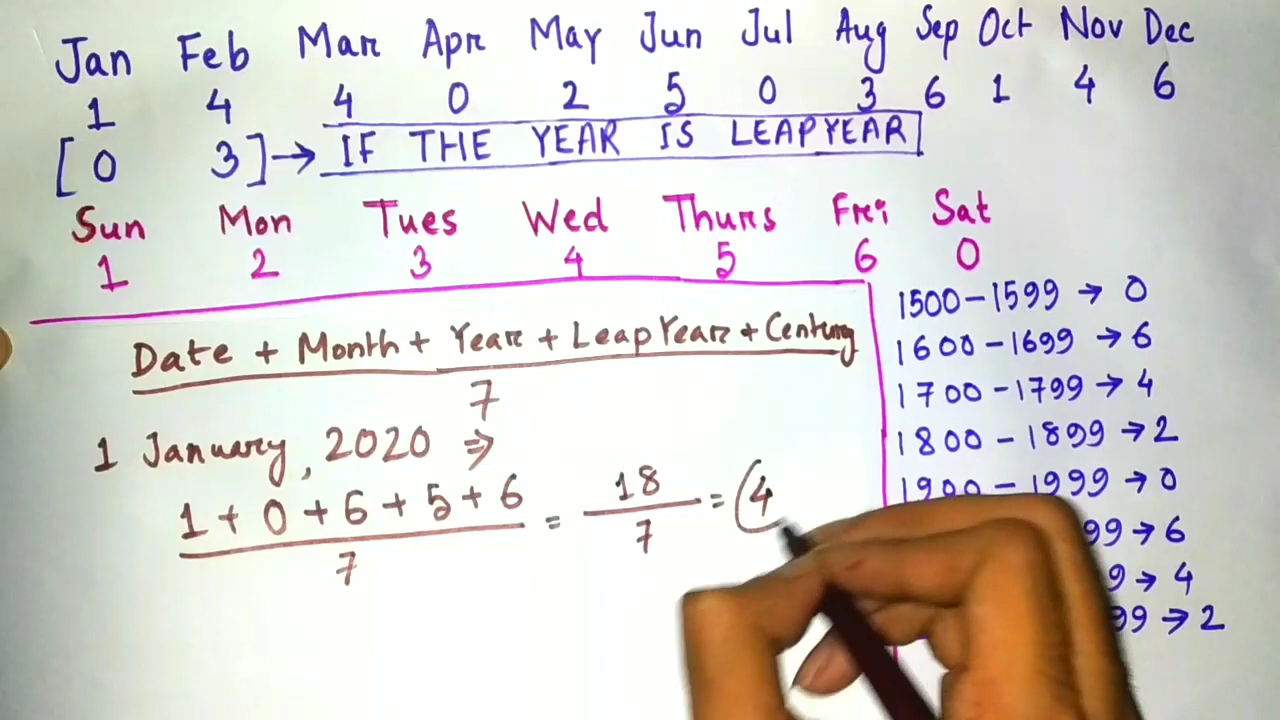 Jan Feb Mar Apr May Jun Jul Aug Sep Oct Nov Dec
1 4 4 0 2 5 0 3 6 1 4 6
[0 3] → IF THE YEAR IS LEAPYEAR
Sun Mon Tues Wed Thurs Fri Sat
1 2 3 4 5 6 0
Date + Month + Year + Leap Year + Century
7
1 January, 2020 ⇒
1 + 0 + 6 + 5 + 6 = 18 = (4
7 7
1500-1599 → 0
1600-1699 → 6
1700-1799 → 4
1800-1899 → 2
1900-1999 → 0
99 → 6
9 → 4
99 → 2